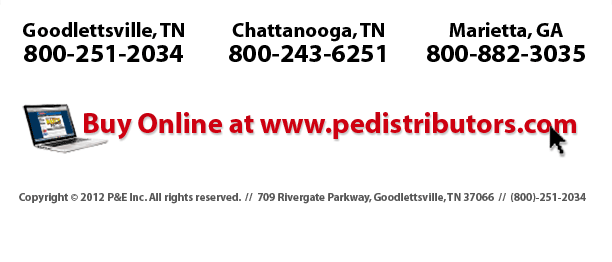 Goodlettsville, TN Chattanooga, TN Marietta, GA
800-251-2034 800-243-6251 800-882-3035
Buy Online at www.pedistributors.com
Copyright © 2012 P&E Inc. All rights reserved. // 709 Rivergate Parkway, Goodlettsville, TN 37066 // (800)-251-2034